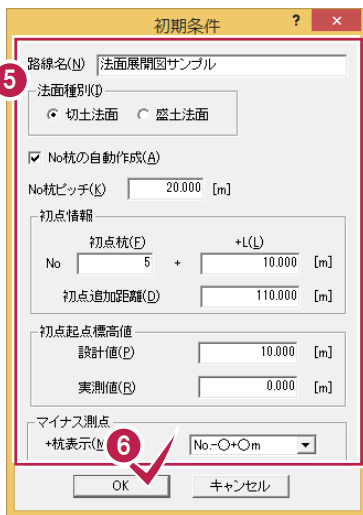 初期条件 ? ×
5
路線名(N) 法面展開図サンプル
法面種別(I)
切土法面 盛土法面
No杭の自動作成(A)
No杭ピッチ(K) 20.000 [m]
初点情報
初点杭(F) +L(L)
No 5 + 10.000 [m]
初点追加距離(D) 110.000 [m]
初点起点標高値
設計値(P) 10.000 [m]
実測値(R) 0.000 [m]
マイナス測点
+杭表示( No.-○+○m
6
OK キャンセル